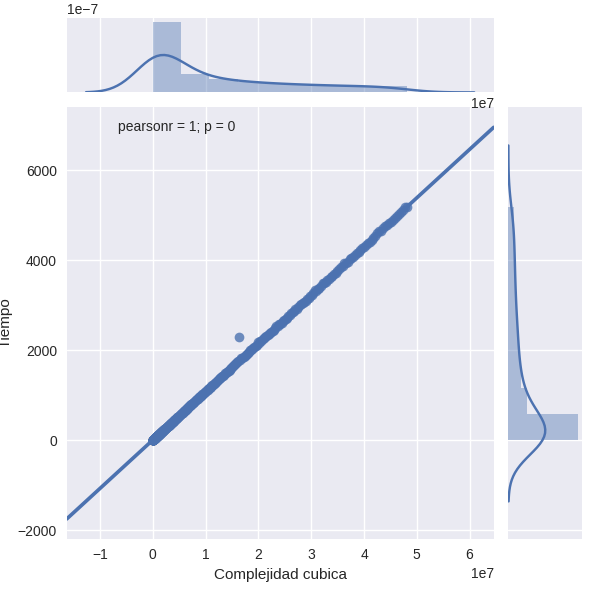 1e−7
1e7
pearsonr = 1; p = 0
6000
4000
2000
0
−2000
Tiempo
−1 0 1 2 3 4 5 6
Complejidad cubica
1e7